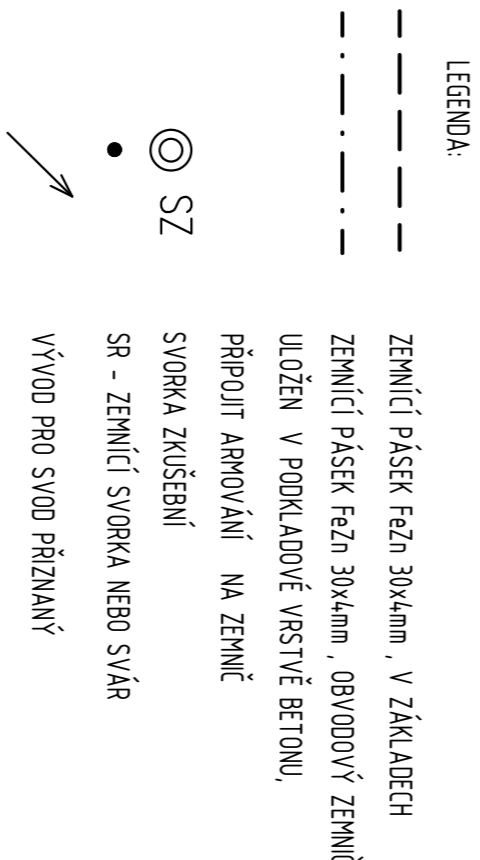 LEGENDA:
ZEMNÍCÍ PÁSEK FeZn 30x4mm , V ZÁKLADECH
ZEMNÍCÍ PÁSEK FeZn 30x4mm , OBVODOVÝ ZEMNIČ
ULOŽEN V PODKLADOVÉ VRSTVĚ BETONU,
PŘIPOJIT ARMOVÁNÍ NA ZEMNIČ
SZ SVORKA ZKUŠEBNÍ
SR - ZEMNÍCÍ SVORKA NEBO SVÁR
VÝVOD PRO SVOD PŘIZNANÝ